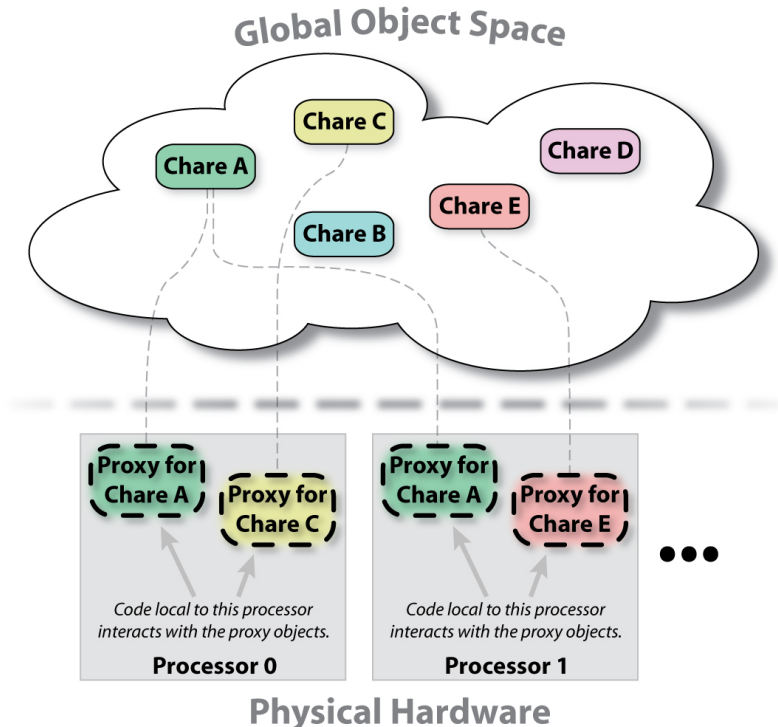 Global Object Space
Chare C
Chare D
Chare A
Chare E
Chare B
Proxy for
Chare A
Proxy for
Chare C
Code local to this processor
interacts with the proxy objects.
Processor 0
Proxy for
Chare A
Proxy for
Chare E
Code local to this processor
interacts with the proxy objects.
Processor 1
Physical Hardware